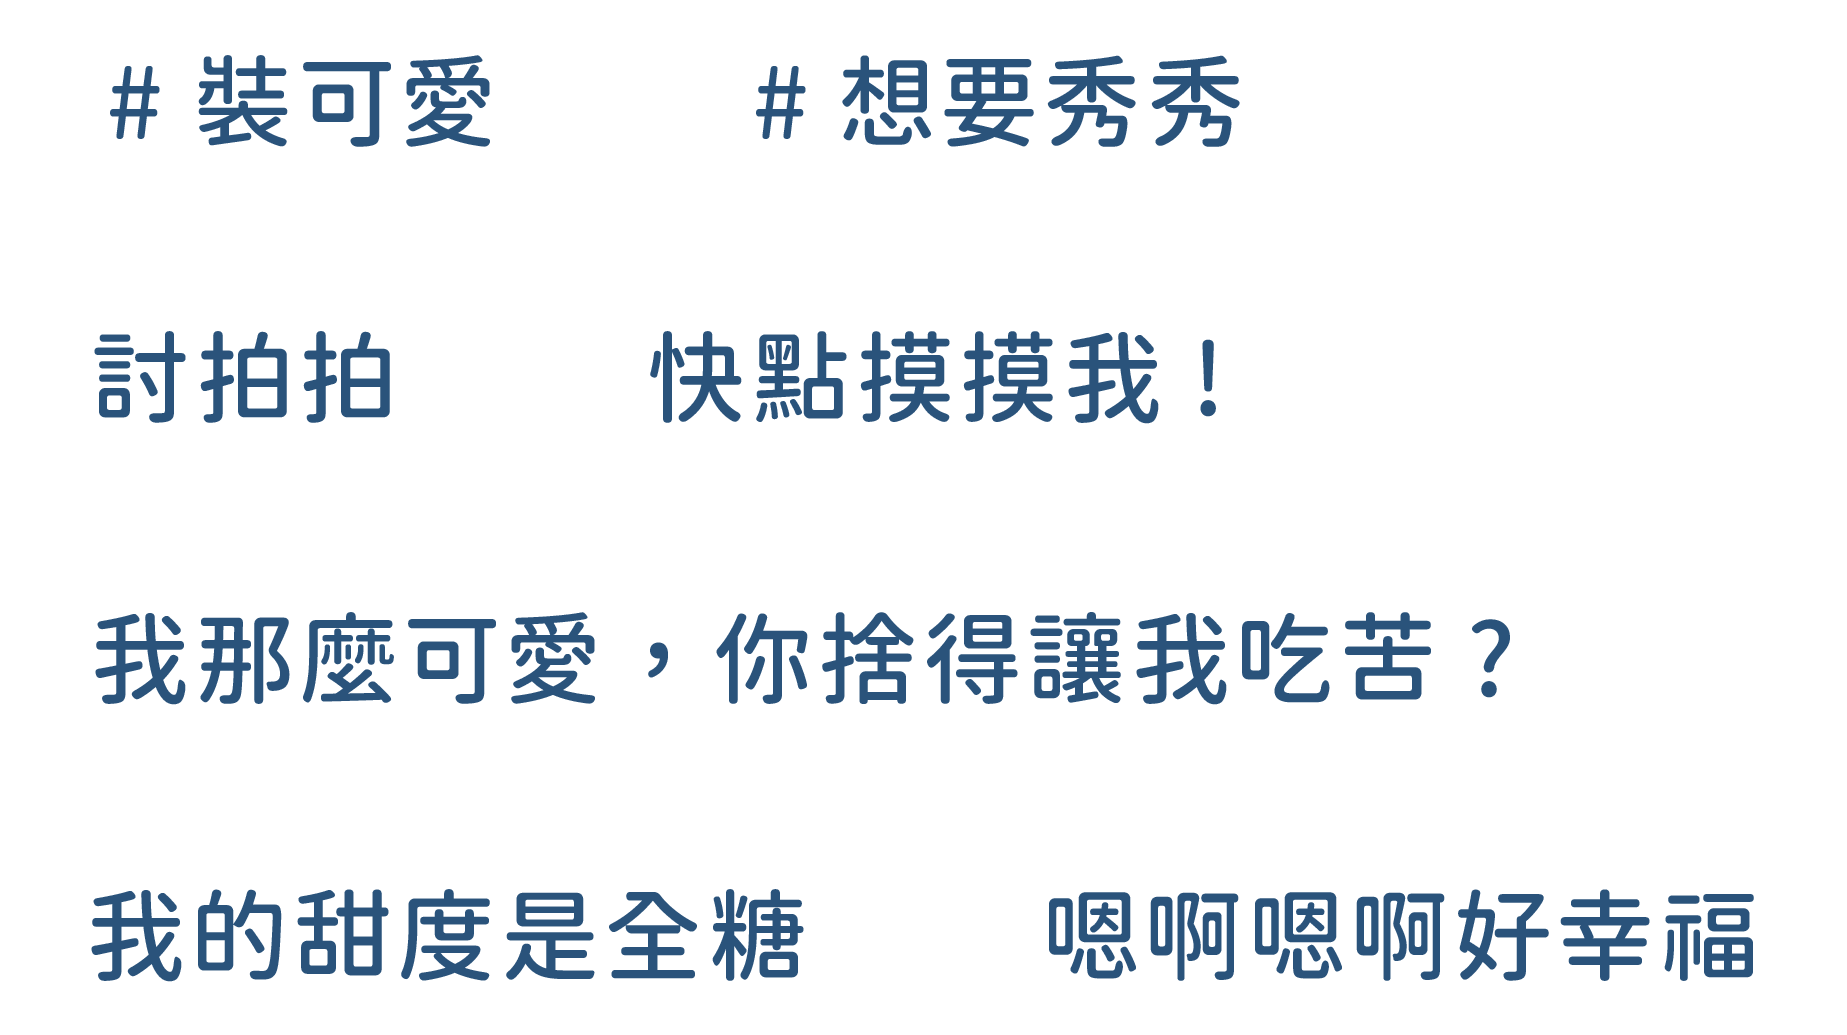 # 裝可愛 # 想要秀秀
討拍拍 快點摸摸我！
我那麼可愛，你捨得讓我吃苦？
我的甜度是全糖 嗯啊嗯啊好幸福